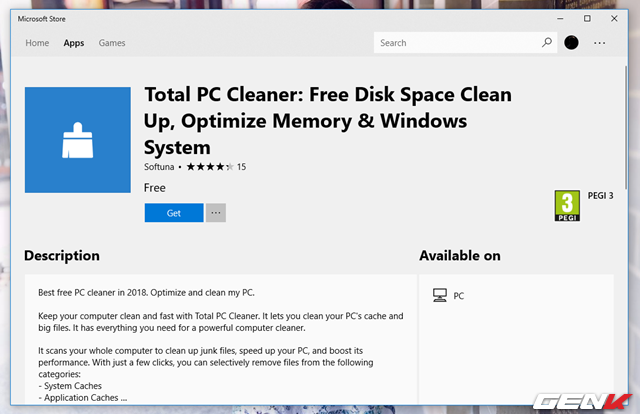 Microsoft Store
Home Apps Games
Search
Total PC Cleaner: Free Disk Space Clean
Up, Optimize Memory & Windows
System
Softuna • ★★★★☆ 15
Free
Get ...
3
PEGI
PEGI 3
Description
Available on
Best free PC cleaner in 2018. Optimize and clean my PC.
PC
Keep your computer clean and fast with Total PC Cleaner. It lets you clean your PC's cache and
big files. It has everything you need for a powerful computer cleaner.
It scans your whole computer to clean up junk files, speed up your PC, and boost its
performance. With just a few clicks, you can selectively remove files from the following
categories:
- System Caches
- Application Caches ...
GENK